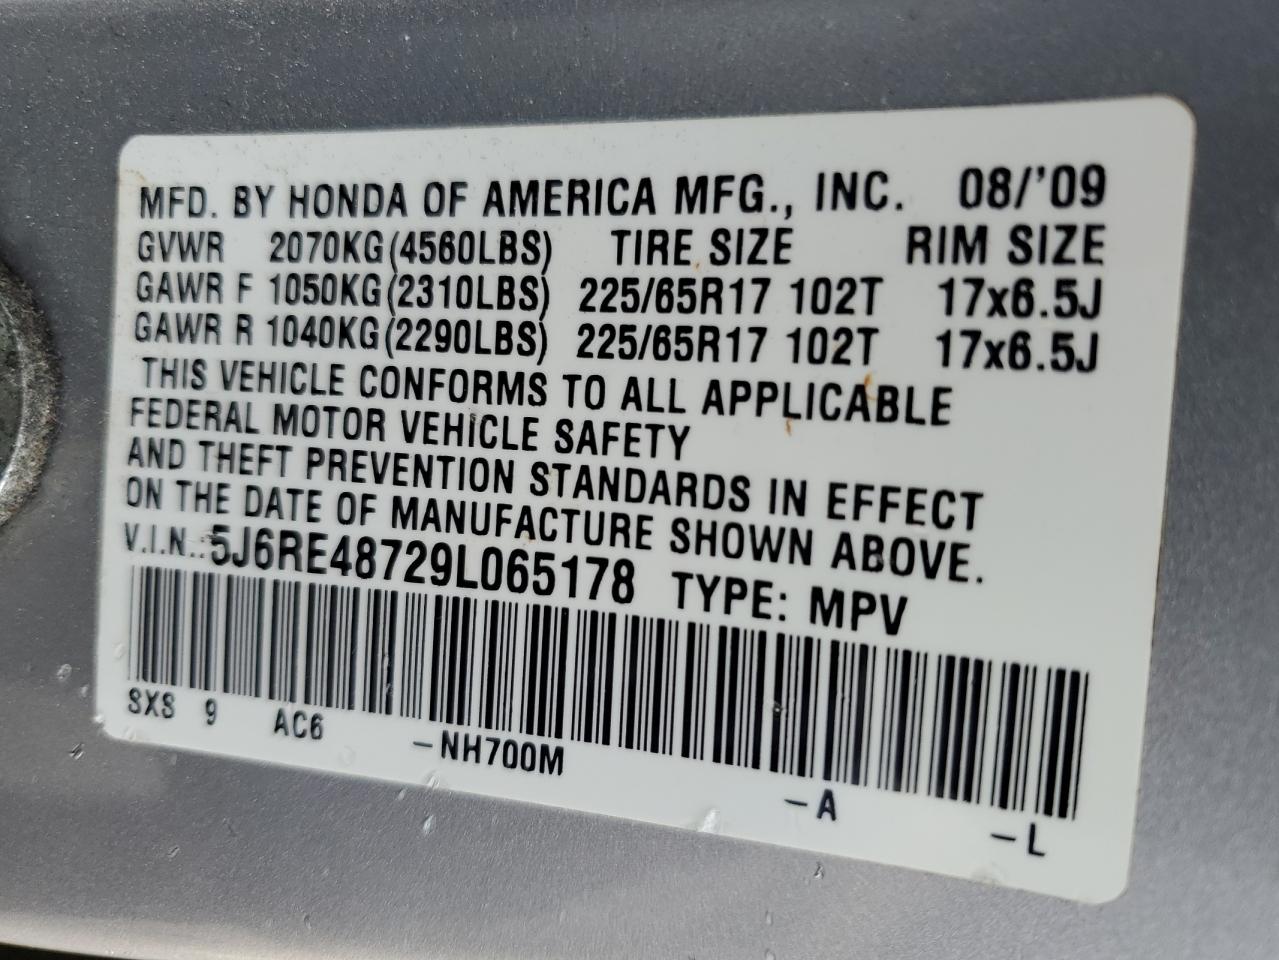 MFD. BY HONDA OF AMERICA MFG., INC. 08/'09
GVWR 2070KG(4560LBS) TIRE SIZE RIM SIZE
GAWR F 1050KG(2310LBS) 225/65R17 102T 17x6.5J
GAWR R 1040KG(2290LBS) 225/65R17 102T 17x6.5J
THIS VEHICLE CONFORMS TO ALL APPLICABLE
FEDERAL MOTOR VEHICLE SAFETY
AND THEFT PREVENTION STANDARDS IN EFFECT
ON THE DATE OF MANUFACTURE SHOWN ABOVE.
V.I.N.:5J6RE48729L065178 TYPE: MPV
SXS 9 AC6 -NH700M -A -L